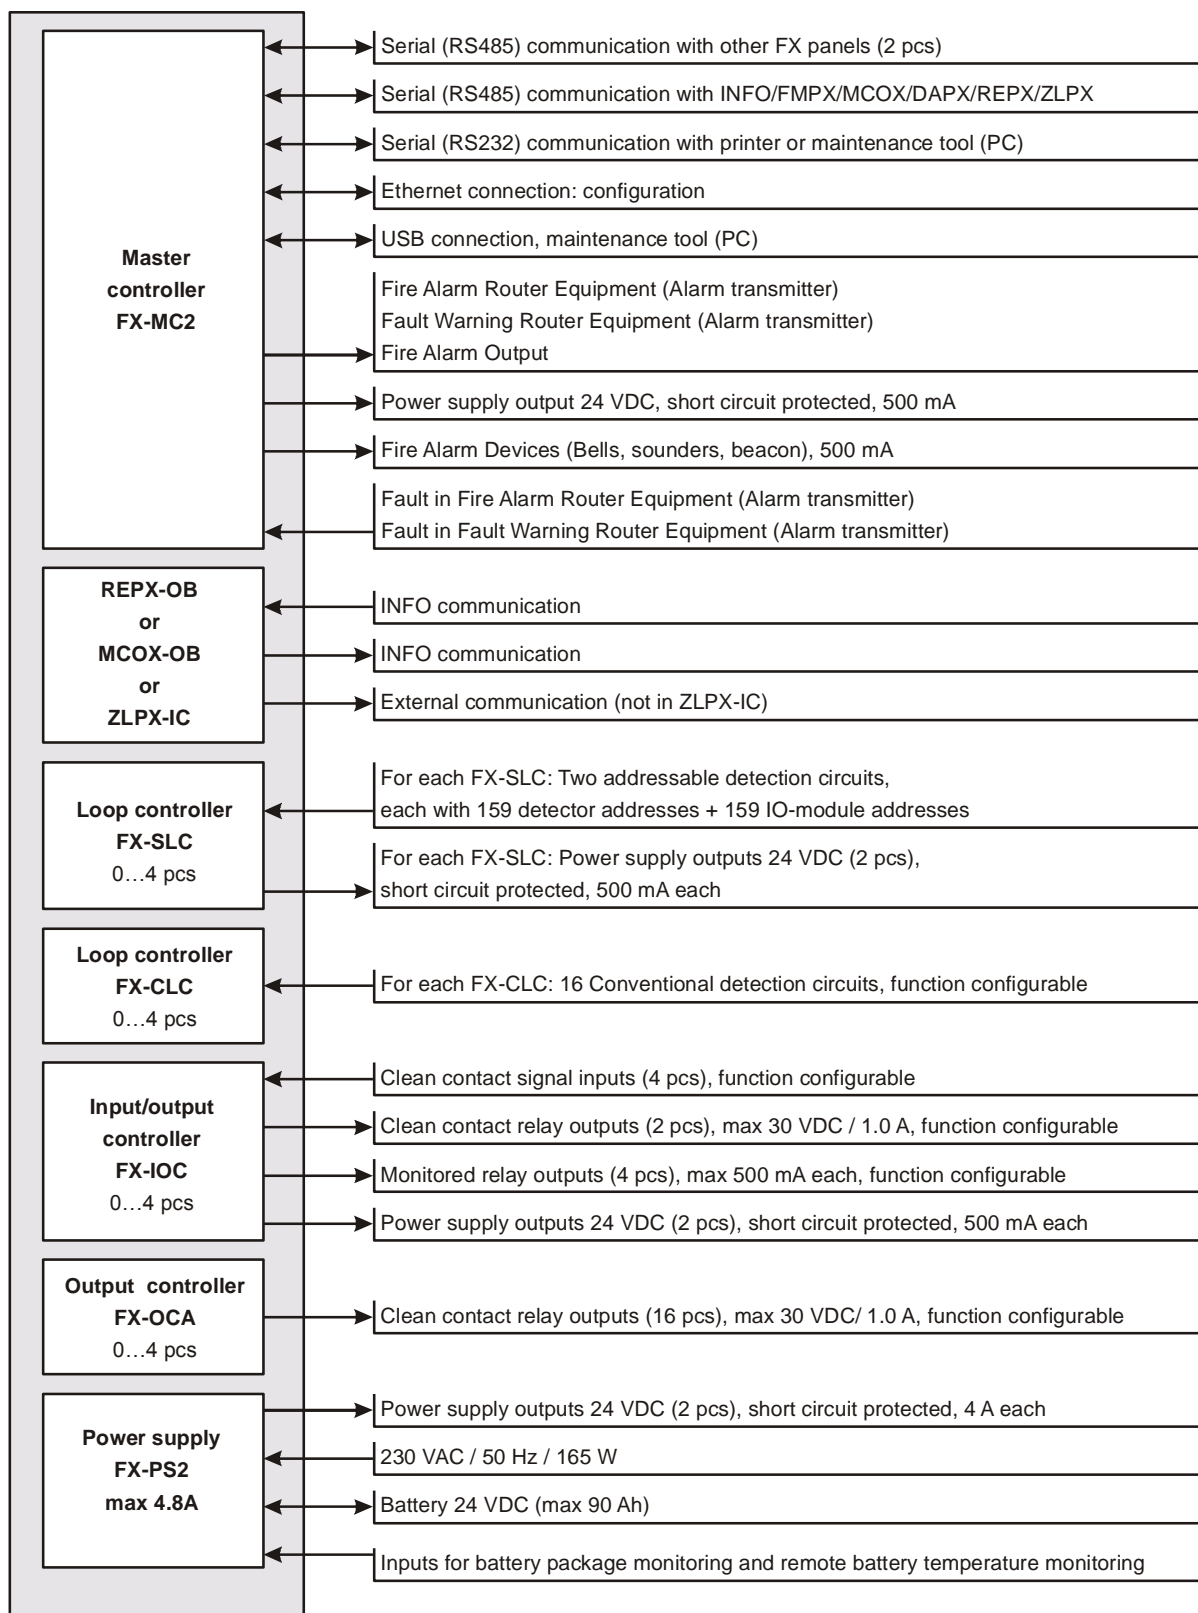 Master
controller
FX-MC2
Serial (RS485) communication with other FX panels (2 pcs)
Serial (RS485) communication with INFO/FMPX/MCOX/DAPX/REPX/ZLPX
Serial (RS232) communication with printer or maintenance tool (PC)
Ethernet connection: configuration
USB connection, maintenance tool (PC)
Fire Alarm Router Equipment (Alarm transmitter)
Fault Warning Router Equipment (Alarm transmitter)
Fire Alarm Output
Power supply output 24 VDC, short circuit protected, 500 mA
Fire Alarm Devices (Bells, sounders, beacon), 500 mA
Fault in Fire Alarm Router Equipment (Alarm transmitter)
Fault in Fault Warning Router Equipment (Alarm transmitter)
REPX-OB
or
MCOX-OB
or
ZLPX-IC
INFO communication
INFO communication
External communication (not in ZLPX-IC)
Loop controller
FX-SLC
0…4 pcs
For each FX-SLC: Two addressable detection circuits,
each with 159 detector addresses + 159 IO-module addresses
For each FX-SLC: Power supply outputs 24 VDC (2 pcs),
short circuit protected, 500 mA each
Loop controller
FX-CLC
0…4 pcs
For each FX-CLC: 16 Conventional detection circuits, function configurable
Input/output
controller
FX-IOC
0…4 pcs
Clean contact signal inputs (4 pcs), function configurable
Clean contact relay outputs (2 pcs), max 30 VDC / 1.0 A, function configurable
Monitored relay outputs (4 pcs), max 500 mA each, function configurable
Power supply outputs 24 VDC (2 pcs), short circuit protected, 500 mA each
Output controller
FX-OCA
0…4 pcs
Clean contact relay outputs (16 pcs), max 30 VDC/ 1.0 A, function configurable
Power supply
FX-PS2
max 4.8A
Power supply outputs 24 VDC (2 pcs), short circuit protected, 4 A each
230 VAC / 50 Hz / 165 W
Battery 24 VDC (max 90 Ah)
Inputs for battery package monitoring and remote battery temperature monitoring